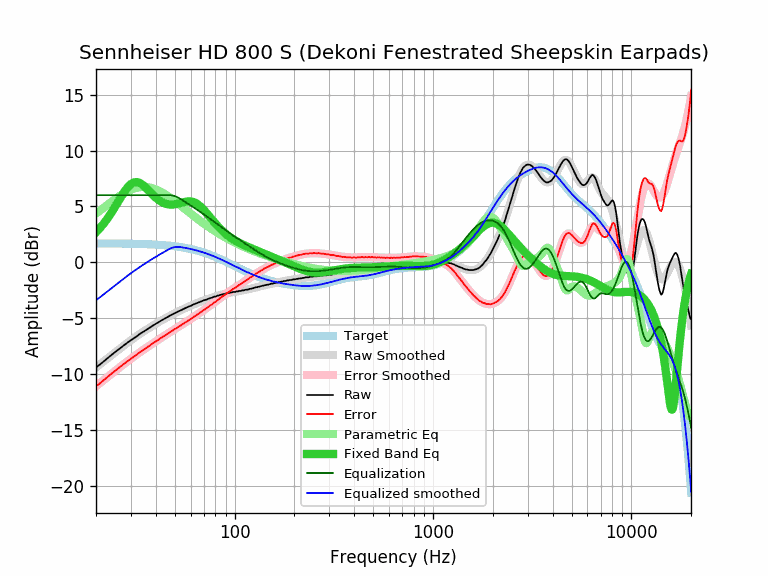 Sennheiser HD 800 S (Dekoni Fenestrated Sheepskin Earpads)
15
10
5
0
−5
−10
−15
−20
Amplitude (dBr)
Target
Raw Smoothed
Error Smoothed
Raw
Error
Parametric Eq
Fixed Band Eq
Equalization
Equalized smoothed
100
1000
10000
Frequency (Hz)